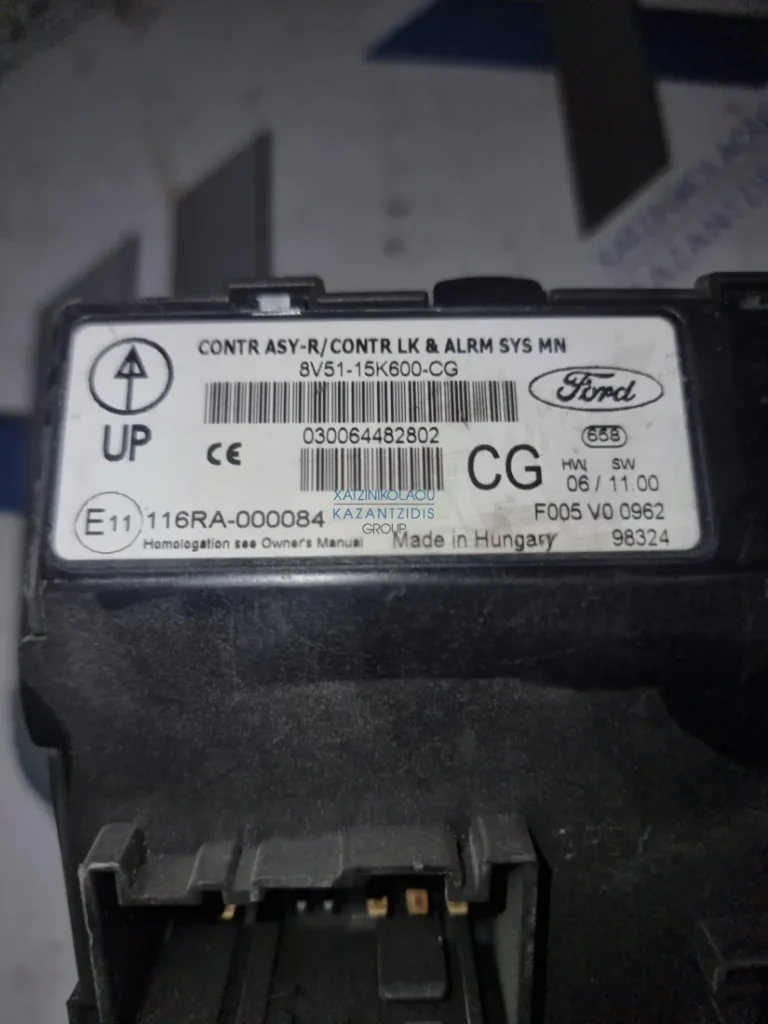 CONTR ASY-R/CONTR LK & ALRM SYS MN
8V51-15K600-CG
Ford
UP
CE
030064482802
CG
658
HW SW
06 / 11.00
E11
116RA-000084
XATZINIKOLAOU
KAZANTZIDIS
GROUP
F005 V0 0962
Homologation see Owner's Manual
Made in Hungary
98324